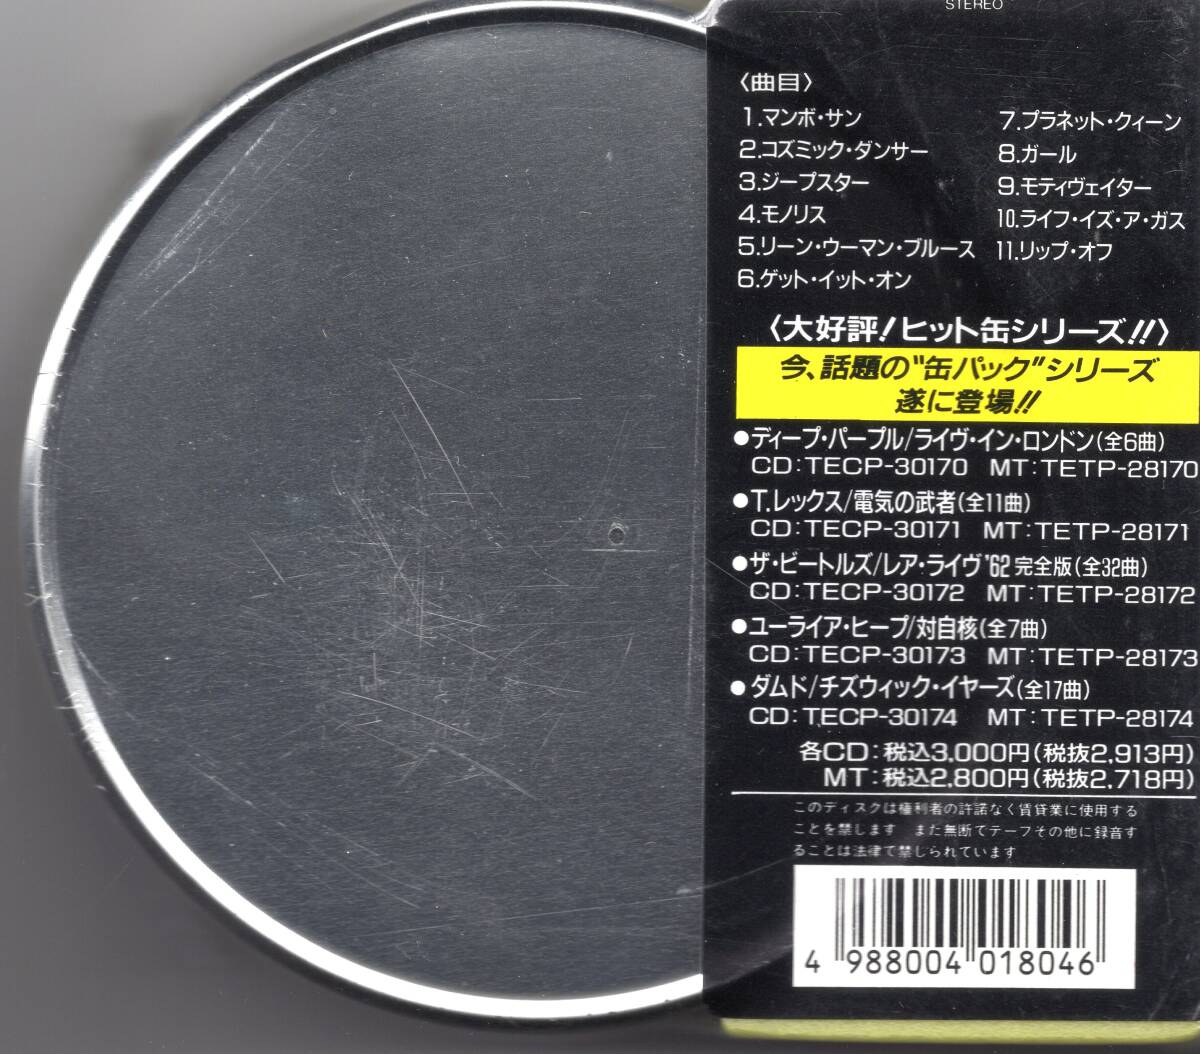 STEREO
〈曲目〉
1.マンボ・サン
2.コズミック・ダンサー
3.ジープスター
4.モノリス
5.リーン・ウーマン・ブルース
6.ゲット・イット・オン
7.プラネット・クィーン
8.ガール
9.モティヴェイター
10.ライフ・イズ・ア・ガス
11.リップ・オフ
〈大好評!ヒット缶シリーズ!!〉
今、話題の"缶パック"シリーズ
遂に登場!!
●ディープ・パープル/ライヴ・イン・ロンドン(全6曲)
CD:TECP-30170 MT:TETP-28170
●T.レックス/電気の武者(全11曲)
CD:TECP-30171 MT:TETP-28171
●ザ・ビートルズ/レア・ライヴ'62完全版(全32曲)
CD:TECP-30172 MT:TETP-28172
●ユーライア・ヒープ/対自核(全7曲)
CD:TECP-30173 MT:TETP-28173
●ダムド/チズウィック・イヤーズ(全17曲)
CD:TECP-30174 MT:TETP-28174
各CD:税込3,000円(税抜2,913円)
MT:税込2,800円(税抜2,718円)
このディスクは権利者の許諾なく賃貸業に使用する
ことを禁します また無断てテープその他に録音す
ることは法律て禁じられています
4 988004 018046